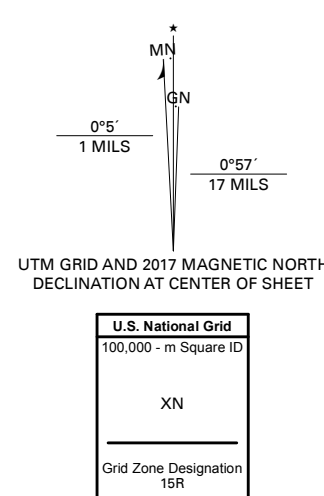 ★
MN
GN
0°5´
1 MILS
0°57´
17 MILS
UTM GRID AND 2017 MAGNETIC NORTH
DECLINATION AT CENTER OF SHEET
U.S. National Grid
100,000 - m Square ID
XN
Grid Zone Designation
15R